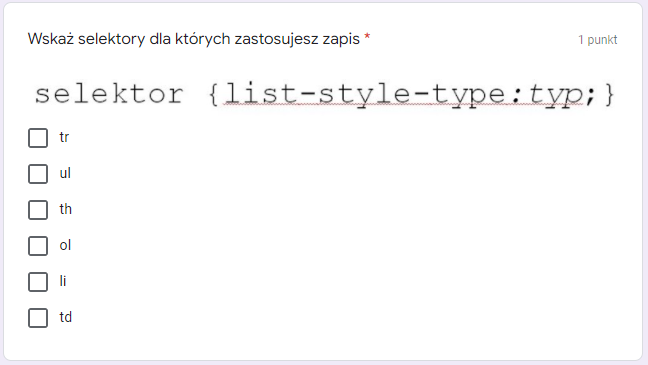 Wskaż selektory dla których zastosujesz zapis *
1 punkt
selektor {list-style-type:typ;}
tr
ul
th
ol
li
td